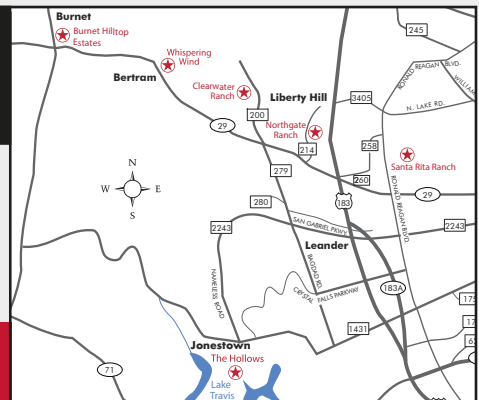 Burnet
Burnet Hilltop
Estates
245
Whispering
Wind
RONALD REAGAN BLVD.
Bertram
Clearwater
Ranch
Liberty Hill
3405
N. LAKE RD.
200
29
Northgate
Ranch
214
258
Santa Rita Ranch
279
260
N
W
E
S
29
280
183
RONALD REAGAN BLVD.
2243
SAN GABRIEL PKWY.
2243
Leander
BAGDAD RD.
NAMELESS ROAD
CRYSTAL FALLS PARKWAY
183A
1431
Jonestown
The Hollows
71
Lake
Travis